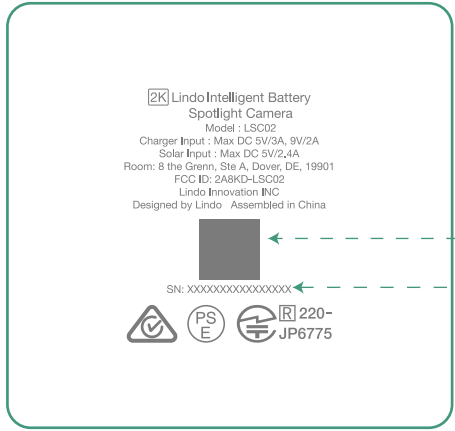 2K Lindo Intelligent Battery
Spotlight Camera
Model : LSC02
Charger Input : Max DC 5V/3A, 9V/2A
Solar Input : Max DC 5V/2.4A
Room: 8 the Grenn, Ste A, Dover, DE, 19901
FCC ID: 2A8KD-LSC02
Lindo Innovation INC
Designed by Lindo Assembled in China
SN: XXXXXXXXXXXXXXXX
PS
E
R 220-
JP6775